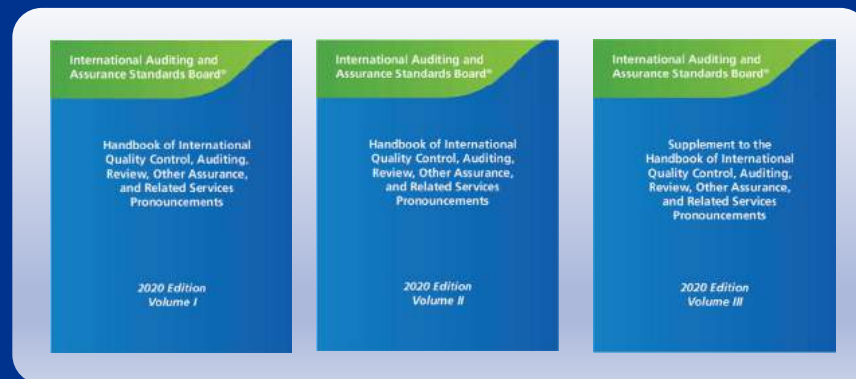 International Auditing and
Assurance Standards Board®
Handbook of International
Quality Control, Auditing,
Review, Other Assurance,
and Related Services
Pronouncements
2020 Edition
Volume I
International Auditing and
Assurance Standards Board®
Handbook of International
Quality Control, Auditing,
Review, Other Assurance,
and Related Services
Pronouncements
2020 Edition
Volume II
International Auditing and
Assurance Standards Board®
Supplement to the
Handbook of International
Quality Control, Auditing,
Review, Other Assurance,
and Related Services
Pronouncements
2020 Edition
Volume III